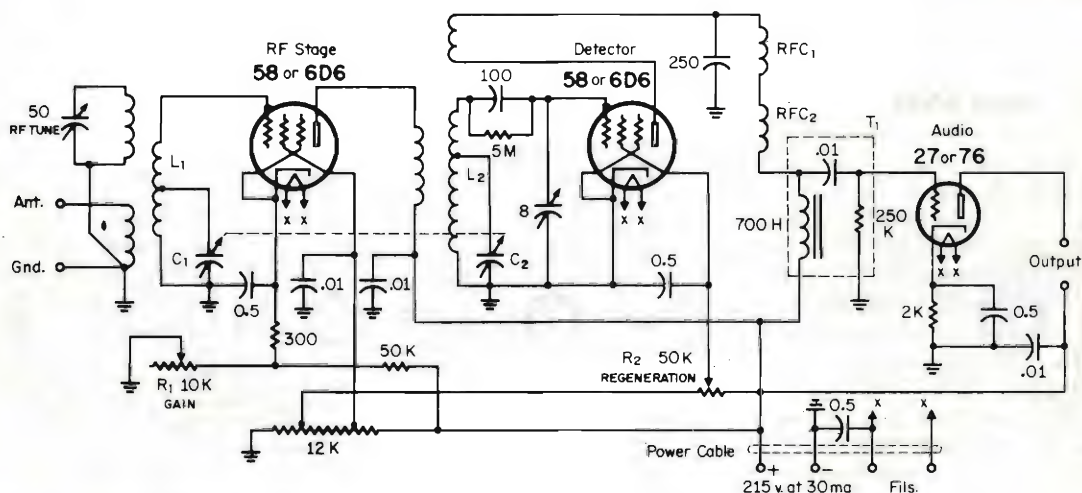 RF Stage
58 or 6D6
Detector
58 or 6D6
Audio
27 or 76
50
RF TUNE
Ant.
Gnd.
L1
C1
0.5
x x
.01
.01
300
R1 10K
GAIN
50 K
12 K
100
5 M
L2
8
C2
x x
0.5
R2 50K
REGENERATION
250
RFC1
RFC2
T1
.01
700 H
250
K
x x
2K
0.5
.01
Output
0.5
x
x
Power Cable
+
−
215 v. at 30 ma
Fils.